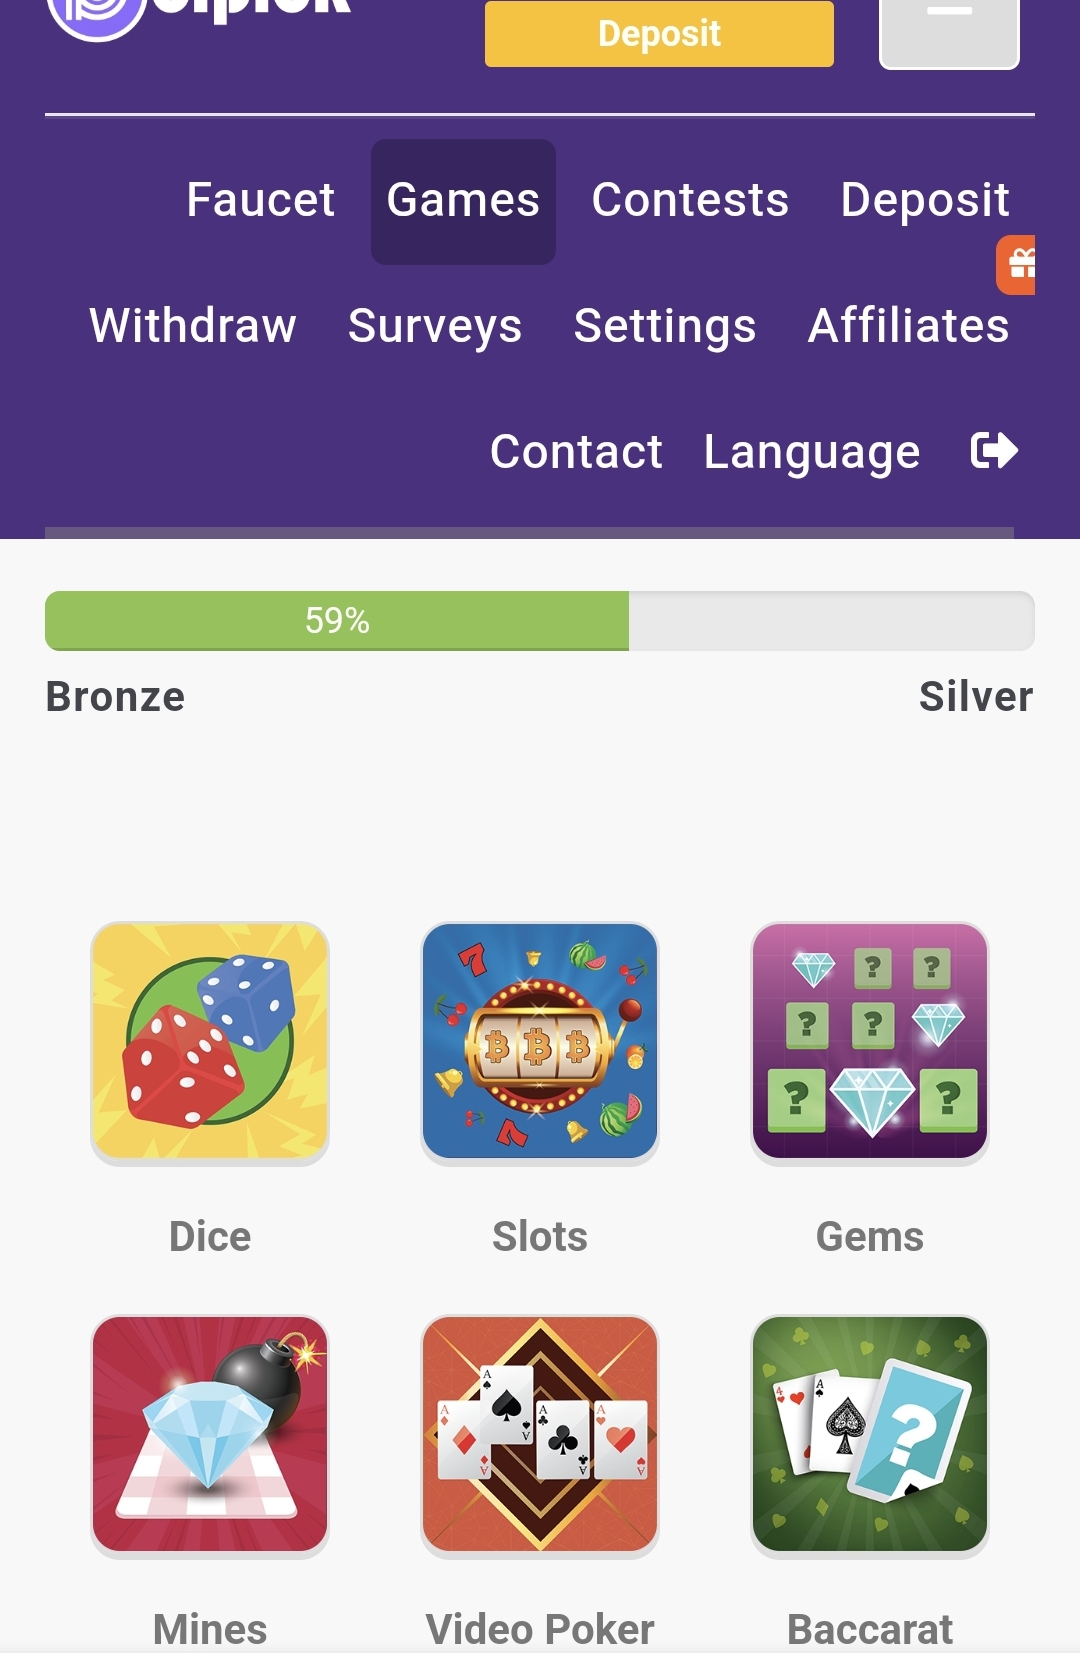 Deposit
Faucet Games Contests Deposit
Withdraw Surveys Settings Affiliates
Contact Language
59%
Bronze Silver
Dice Slots Gems
Mines Video Poker Baccarat